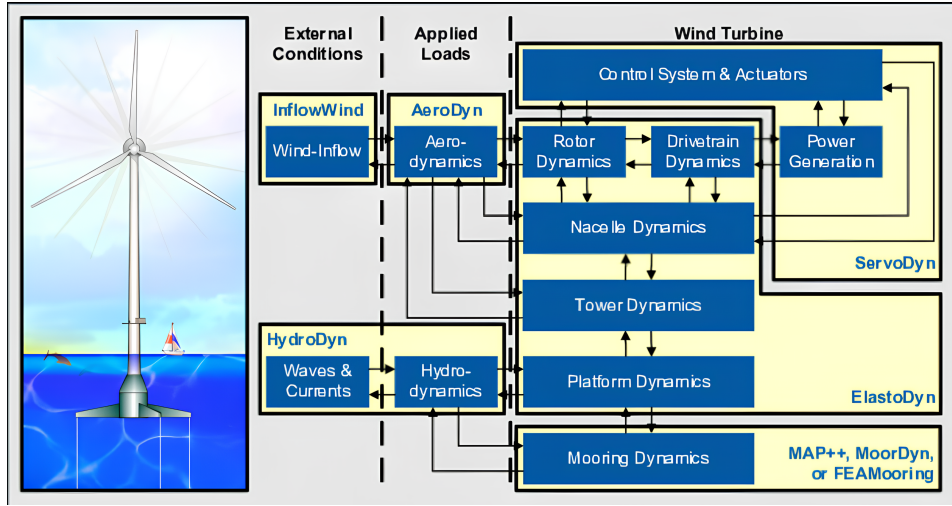 External
Conditions
Applied
Loads
Wind Turbine
Control System & Actuators
InflowWind
AeroDyn
Wind-Inflow
Aero-
dynamics
Rotor
Dynamics
Drivetrain
Dynamics
Power
Generation
Nacelle Dynamics
ServoDyn
Tower Dynamics
HydroDyn
Waves &
Currents
Hydro-
dynamics
Platform Dynamics
ElastoDyn
Mooring Dynamics
MAP++, MoorDyn,
or FEAMooring